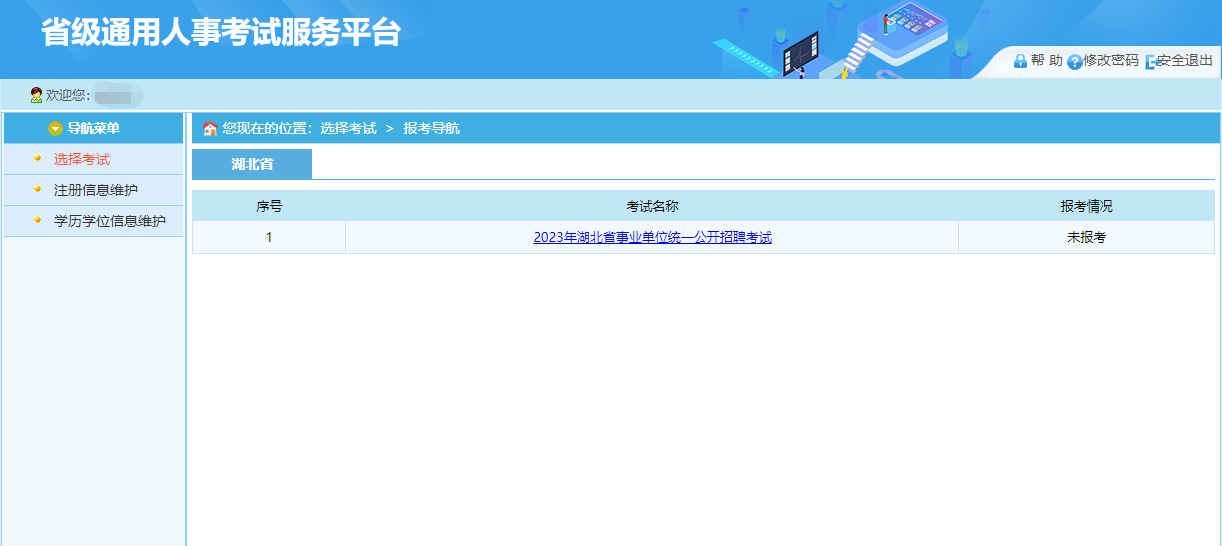 省级通用人事考试服务平台
帮 助 修改密码 安全退出
欢迎您:
导航菜单
您现在的位置: 选择考试 > 报考导航
选择考试
注册信息维护
学历学位信息维护
湖北省
序号 考试名称 报考情况
1 2023年湖北省事业单位统一公开招聘考试 未报考